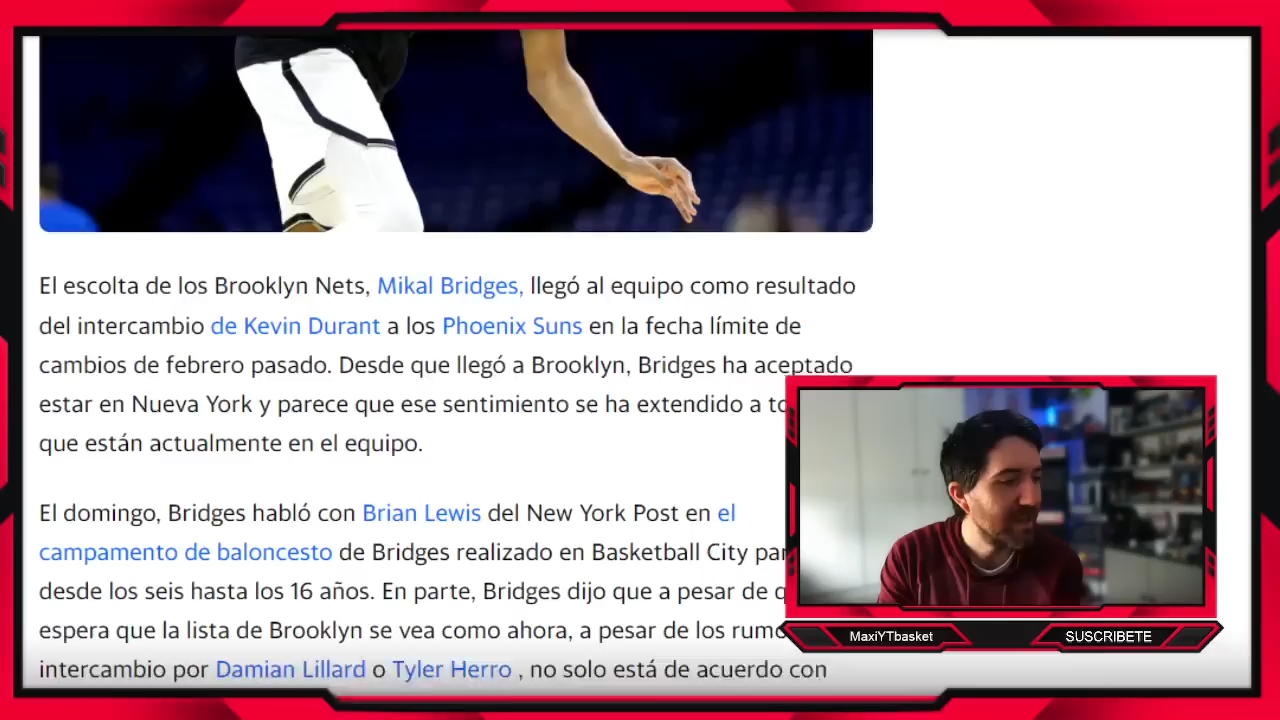 El escolta de los Brooklyn Nets, Mikal Bridges, llegó al equipo como resultado
del intercambio de Kevin Durant a los Phoenix Suns en la fecha límite de
cambios de febrero pasado. Desde que llegó a Brooklyn, Bridges ha aceptado
estar en Nueva York y parece que ese sentimiento se ha extendido a
que están actualmente en el equipo.
El domingo, Bridges habló con Brian Lewis del New York Post en el
campamento de baloncesto de Bridges realizado en Basketball City
desde los seis hasta los 16 años. En parte, Bridges dijo que a pesar de
espera que la lista de Brooklyn se vea como ahora, a pesar de los
intercambio por Damian Lillard o Tyler Herro , no solo está de acuerdo con
MaxiYTbasket
SUSCRIBETE